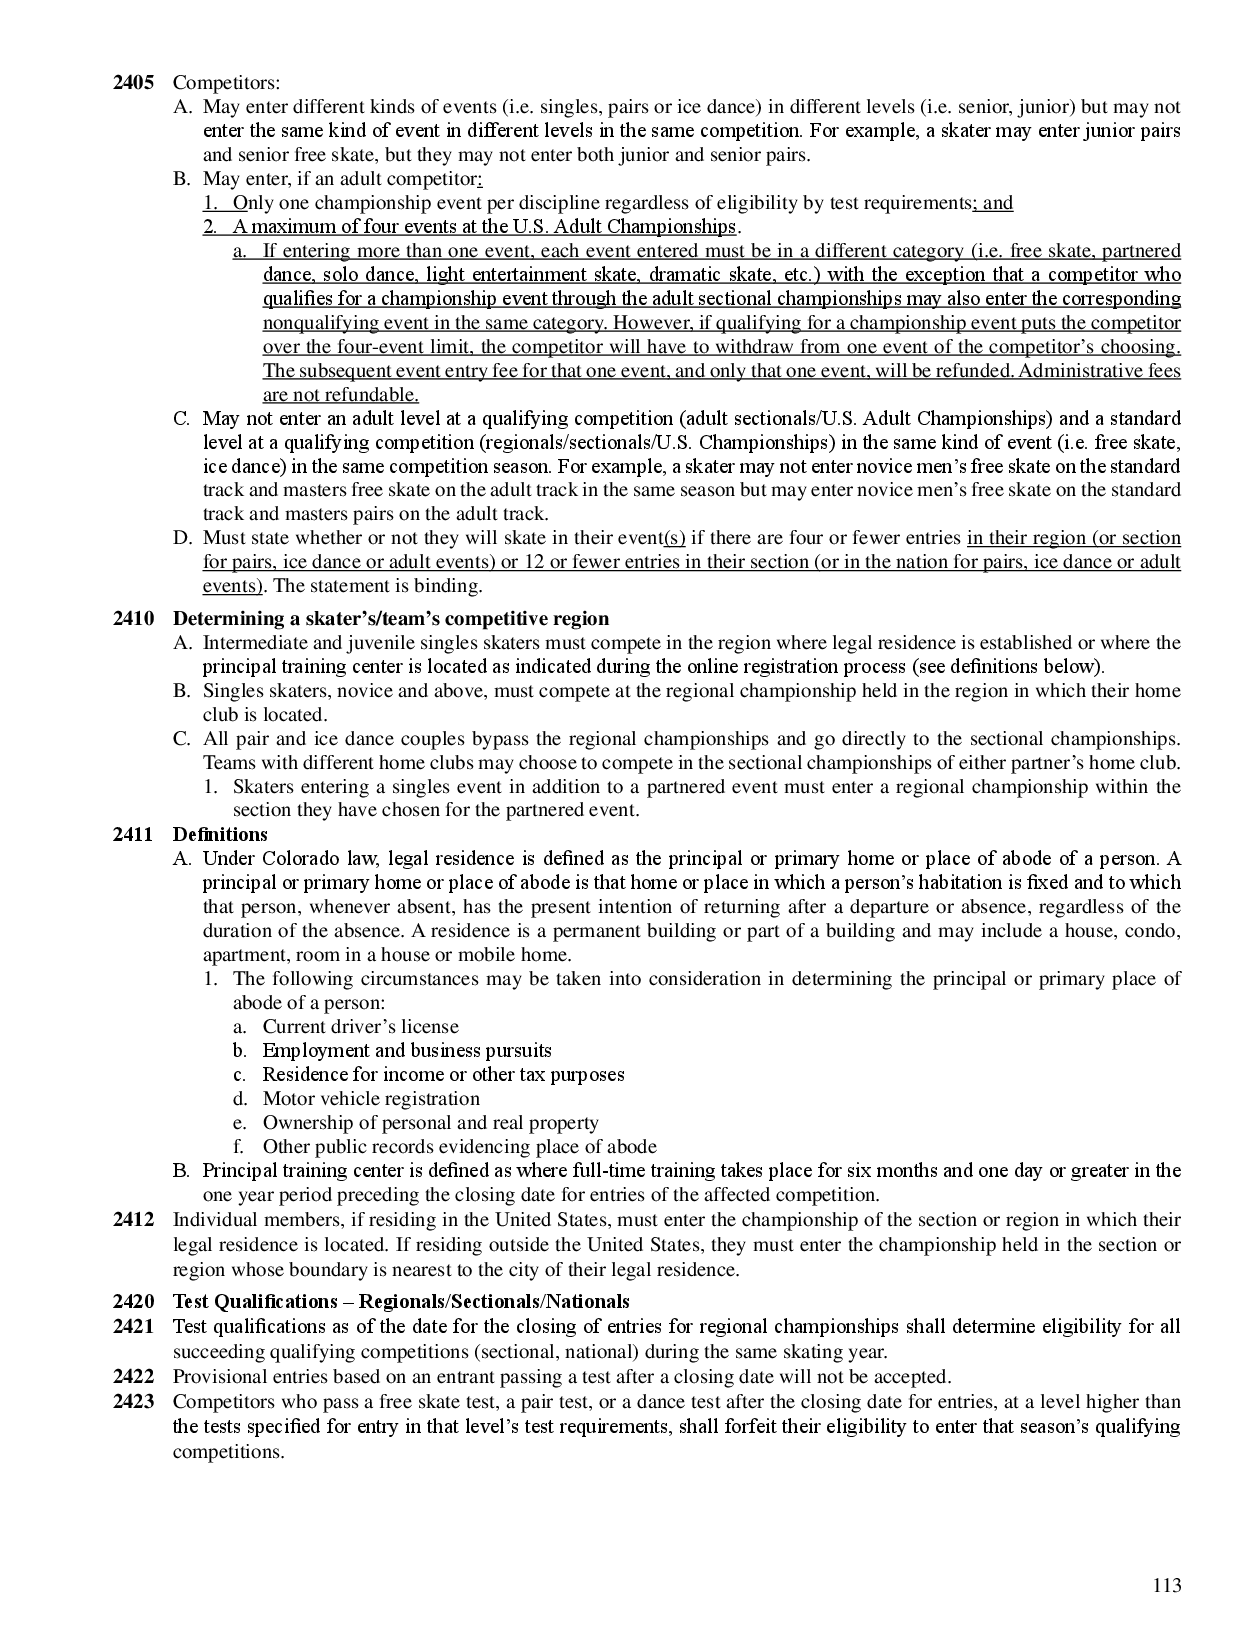 2405 Competitors:
A. May enter different kinds of events (i.e. singles, pairs or ice dance) in different levels (i.e. senior, junior) but may not
enter the same kind of event in different levels in the same competition. For example, a skater may enter junior pairs
and senior free skate, but they may not enter both junior and senior pairs.
B. May enter, if an adult competitor:
1. Only one championship event per discipline regardless of eligibility by test requirements; and
2. A maximum of four events at the U.S. Adult Championships.
a. If entering more than one event, each event entered must be in a different category (i.e. free skate, partnered
dance, solo dance, light entertainment skate, dramatic skate, etc.) with the exception that a competitor who
qualifies for a championship event through the adult sectional championships may also enter the corresponding
nonqualifying event in the same category. However, if qualifying for a championship event puts the competitor
over the four-event limit, the competitor will have to withdraw from one event of the competitor's choosing.
The subsequent event entry fee for that one event, and only that one event, will be refunded. Administrative fees
are not refundable.
C. May not enter an adult level at a qualifying competition (adult sectionals/U.S. Adult Championships) and a standard
level at a qualifying competition (regionals/sectionals/U.S. Championships) in the same kind of event (i.e. free skate,
ice dance) in the same competition season. For example, a skater may not enter novice men's free skate on the standard
track and masters free skate on the adult track in the same season but may enter novice men's free skate on the standard
track and masters pairs on the adult track.
D. Must state whether or not they will skate in their event(s) if there are four or fewer entries in their region (or section
for pairs, ice dance or adult events) or 12 or fewer entries in their section (or in the nation for pairs, ice dance or adult
events). The statement is binding.
2410 Determining a skater's/team's competitive region
A. Intermediate and juvenile singles skaters must compete in the region where legal residence is established or where the
principal training center is located as indicated during the online registration process (see definitions below).
B. Singles skaters, novice and above, must compete at the regional championship held in the region in which their home
club is located.
C. All pair and ice dance couples bypass the regional championships and go directly to the sectional championships.
Teams with different home clubs may choose to compete in the sectional championships of either partner's home club.
1. Skaters entering a singles event in addition to a partnered event must enter a regional championship within the
section they have chosen for the partnered event.
2411 Definitions
A. Under Colorado law, legal residence is defined as the principal or primary home or place of abode of a person. A
principal or primary home or place of abode is that home or place in which a person's habitation is fixed and to which
that person, whenever absent, has the present intention of returning after a departure or absence, regardless of the
duration of the absence. A residence is a permanent building or part of a building and may include a house, condo,
apartment, room in a house or mobile home.
1. The following circumstances may be taken into consideration in determining the principal or primary place of
abode of a person:
a. Current driver's license
b. Employment and business pursuits
c. Residence for income or other tax purposes
d. Motor vehicle registration
e. Ownership of personal and real property
f. Other public records evidencing place of abode
B. Principal training center is defined as where full-time training takes place for six months and one day or greater in the
one year period preceding the closing date for entries of the affected competition.
2412 Individual members, if residing in the United States, must enter the championship of the section or region in which their
legal residence is located. If residing outside the United States, they must enter the championship held in the section or
region whose boundary is nearest to the city of their legal residence.
2420 Test Qualifications – Regionals/Sectionals/Nationals
2421 Test qualifications as of the date for the closing of entries for regional championships shall determine eligibility for all
succeeding qualifying competitions (sectional, national) during the same skating year.
2422 Provisional entries based on an entrant passing a test after a closing date will not be accepted.
2423 Competitors who pass a free skate test, a pair test, or a dance test after the closing date for entries, at a level higher than
the tests specified for entry in that level's test requirements, shall forfeit their eligibility to enter that season's qualifying
competitions.
113